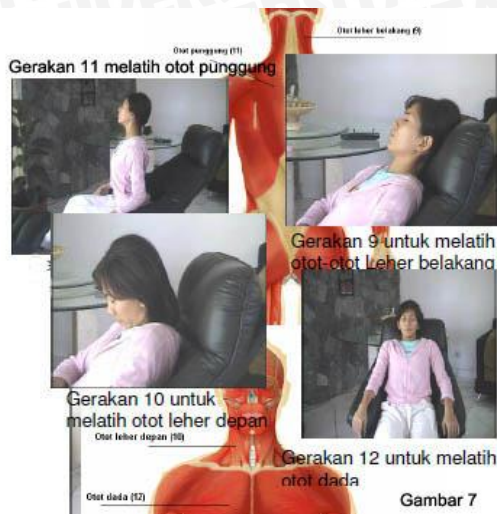 Otot leher belakang (9)
Otot punggung (11)
Gerakan 11 melatih otot punggung
Gerakan 9 untuk melatih
otot-otot Leher belakang
Gerakan 10 untuk
melatih otot leher depan
Otot leher depan (10)
Gerakan 12 untuk melatih
otot dada
Otot dada (12)
Gambar 7